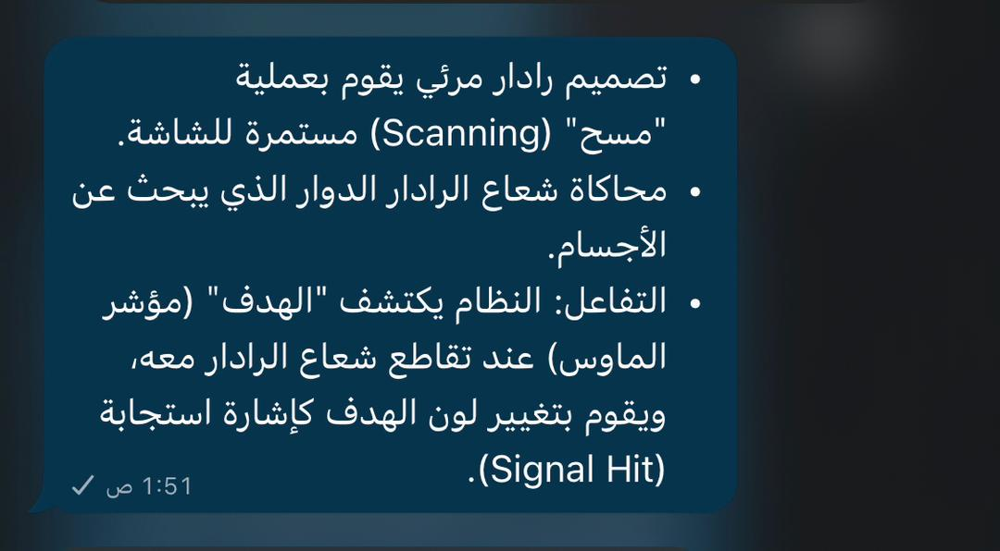 • تصميم رادار مرئي يقوم بعملية
"مسح" (Scanning) مستمرة للشاشة.
• محاكاة شعاع الرادار الدوار الذي يبحث عن
الأجسام.
• التفاعل: النظام يكتشف "الهدف" (مؤشر
الماوس) عند تقاطع شعاع الرادار معه،
ويقوم بتغيير لون الهدف كإشارة استجابة
(Signal Hit).
1:51 ص